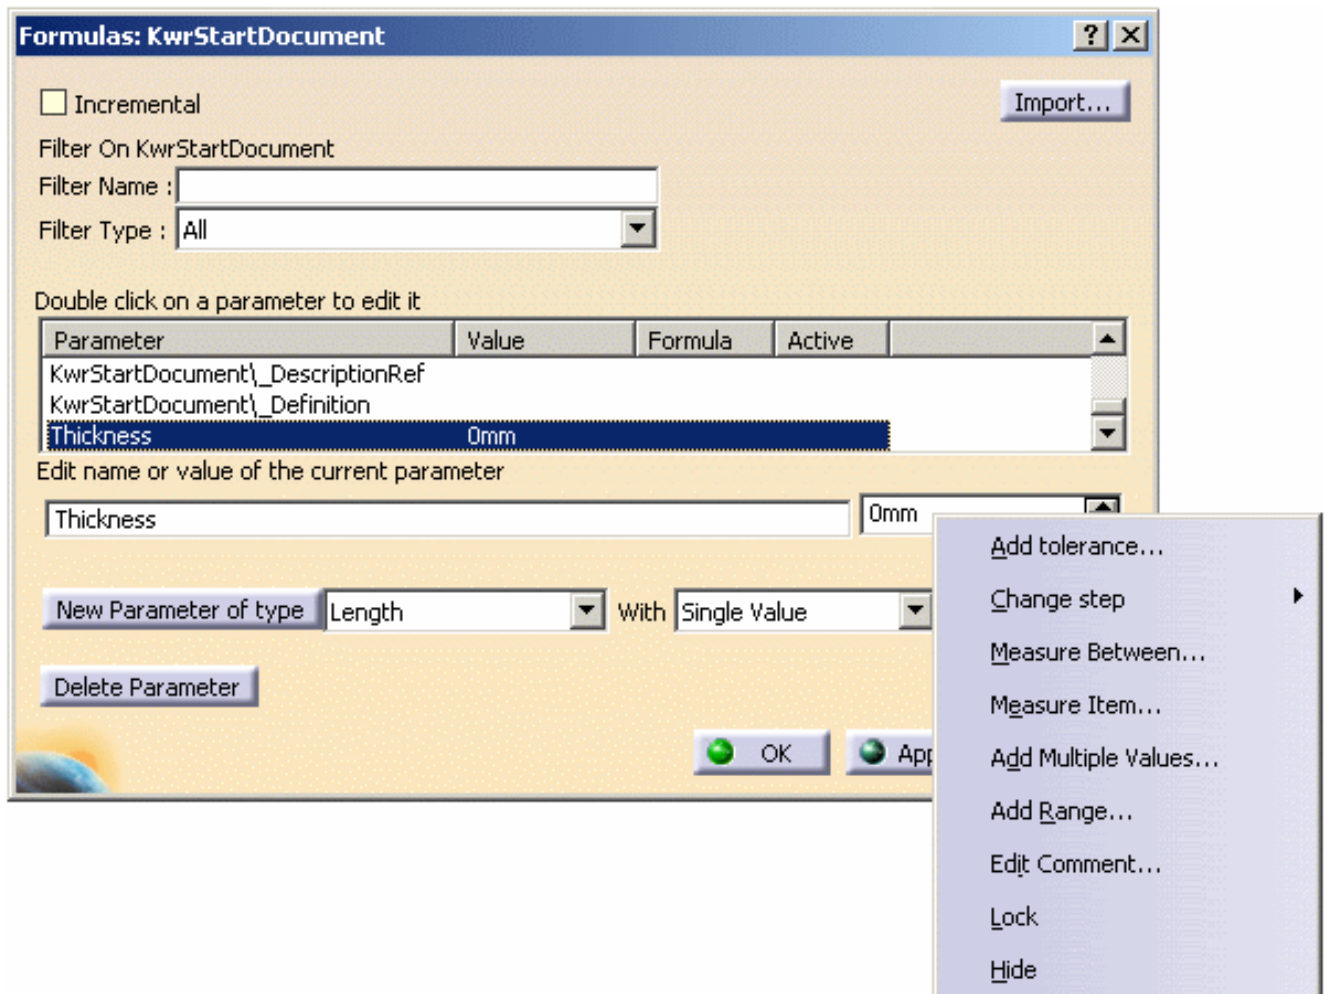 Formulas: KwrStartDocument
Incremental
Import...
Filter On KwrStartDocument
Filter Name :
Filter Type : All
Double click on a parameter to edit it
Parameter Value Formula Active
KwrStartDocument\_DescriptionRef
KwrStartDocument\_Definition
Thickness 0mm
Edit name or value of the current parameter
Thickness 0mm
New Parameter of type Length With Single Value
Delete Parameter
OK App
Add tolerance...
Change step
Measure Between...
Measure Item...
Add Multiple Values...
Add Range...
Edit Comment...
Lock
Hide